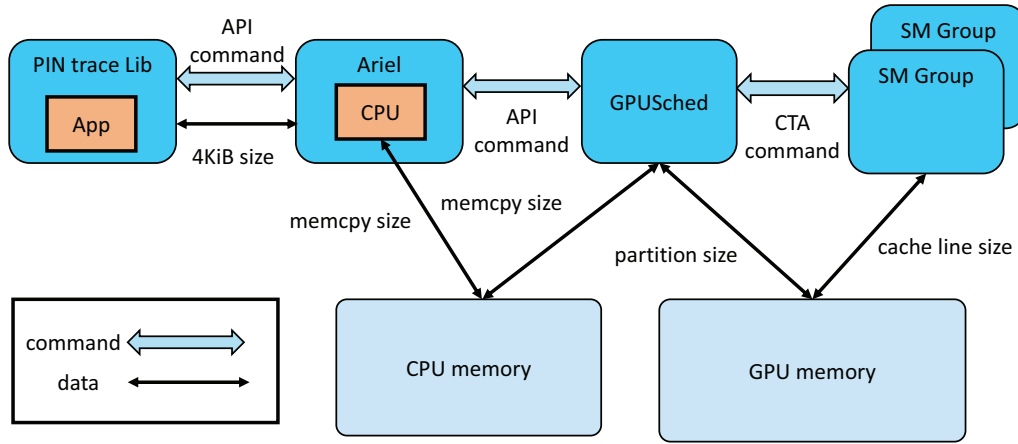 API
command
PIN trace Lib
App
4KiB size
Ariel
CPU
API
command
GPUSched
CTA
command
SM Group
SM Group
memcpy size
memcpy size
partition size
cache line size
CPU memory
GPU memory
command
data